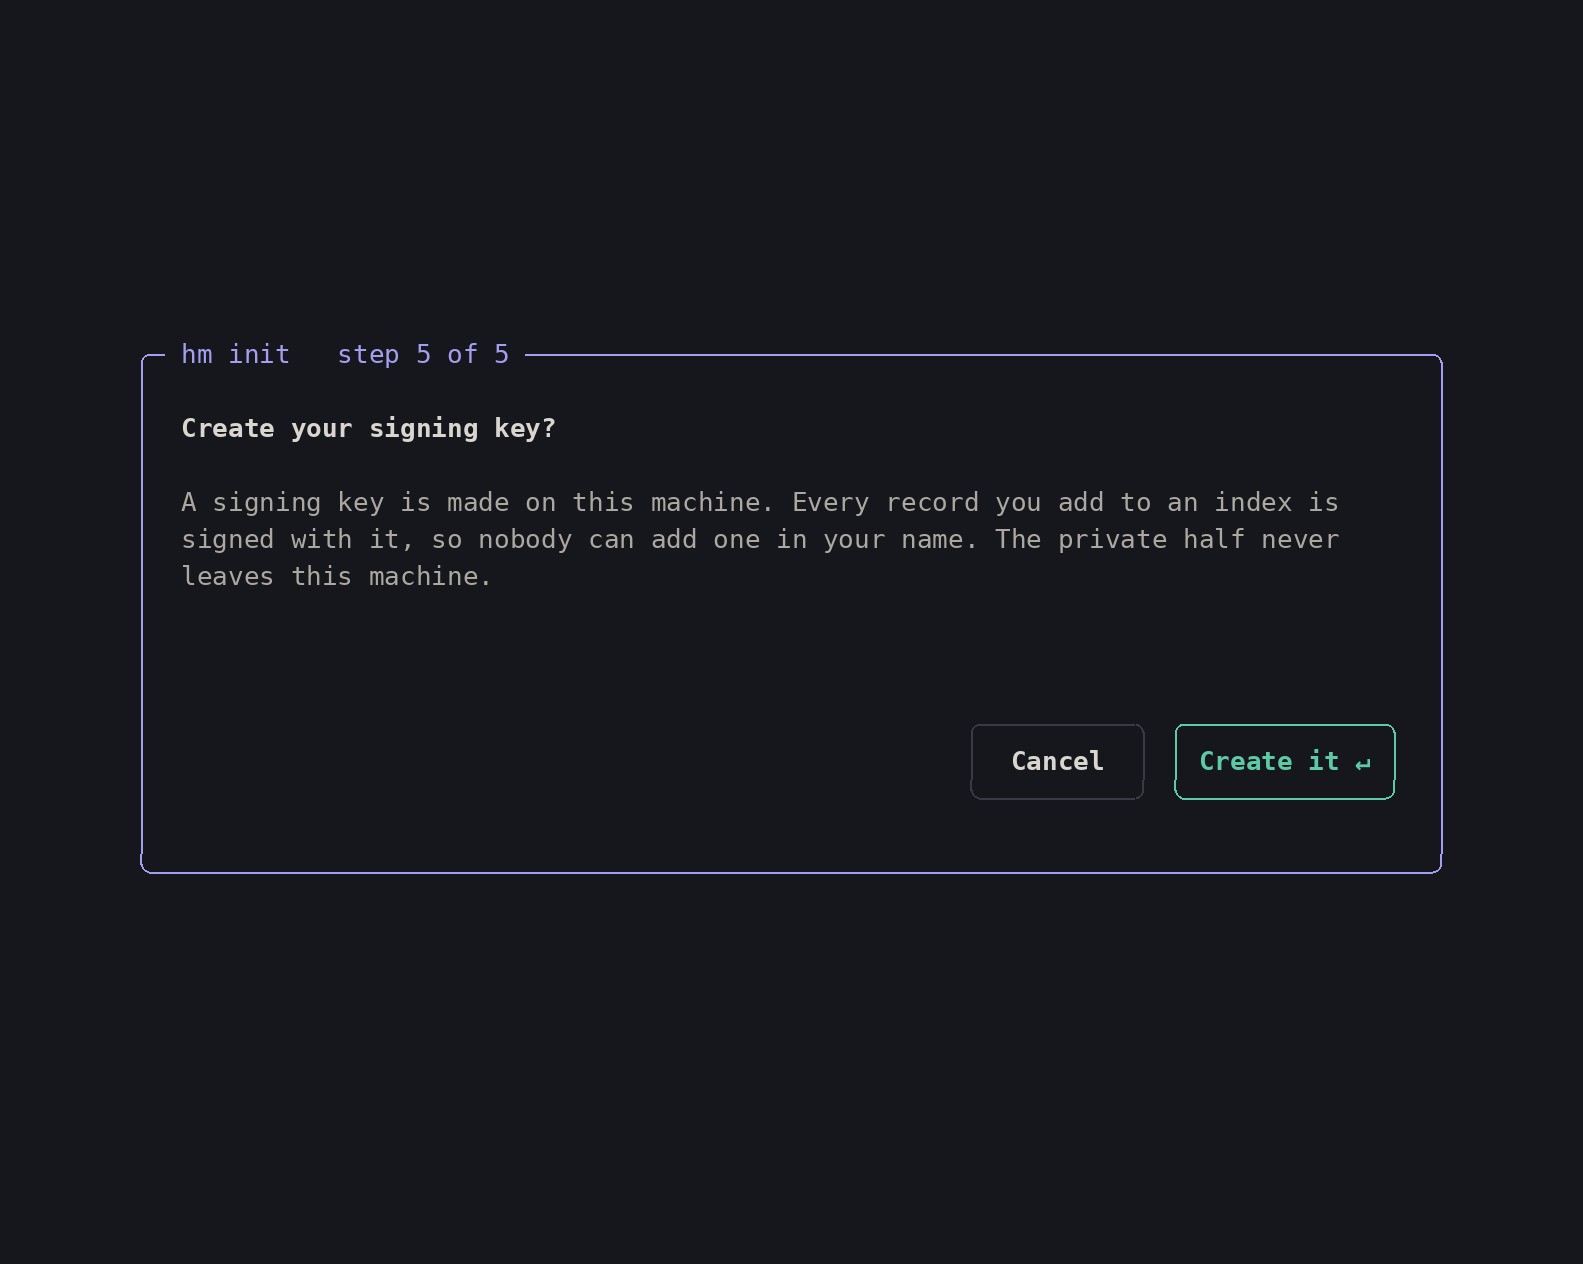 hm init   step 5 of 5
Create your signing key?
A signing key is made on this machine. Every record you add to an index is
signed with it, so nobody can add one in your name. The private half never
leaves this machine.
Cancel   Create it ↵